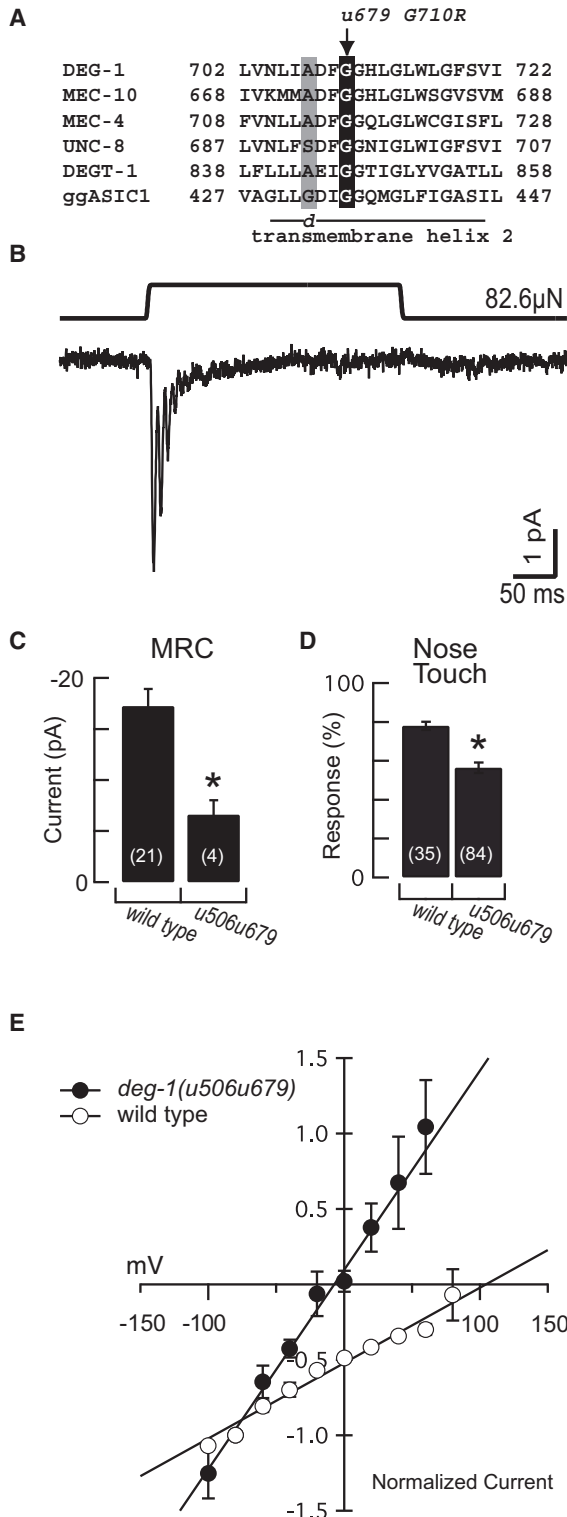 A
u679 G710R
DEG-1 702 LVNLIADFGGHLGLWLGFSVI 722
MEC-10 668 IVKMMADFGGHLGLWSGVSVM 688
MEC-4 708 FVNLLADFGGQLGLWCGISFL 728
UNC-8 687 LVNLFSDFGGNIGLWIGFSVI 707
DEGT-1 838 LFLLLAEIGGTIGLYVGATLL 858
ggASIC1 427 VAGLLGDIGGQMGLFIGASIL 447
d
transmembrane helix 2
B
82.6µN
1 pA
50 ms
C
MRC
-20
Current (pA)
0
*
(21)
(4)
wild type
u506u679
D
Nose
Touch
100
Response (%)
0
*
(35)
(84)
wild type
u506u679
E
deg-1(u506u679)
wild type
1.5
1.0
0.5
mV
-150 -100 100 150
-0.5
-1.0
-1.5
Normalized Current